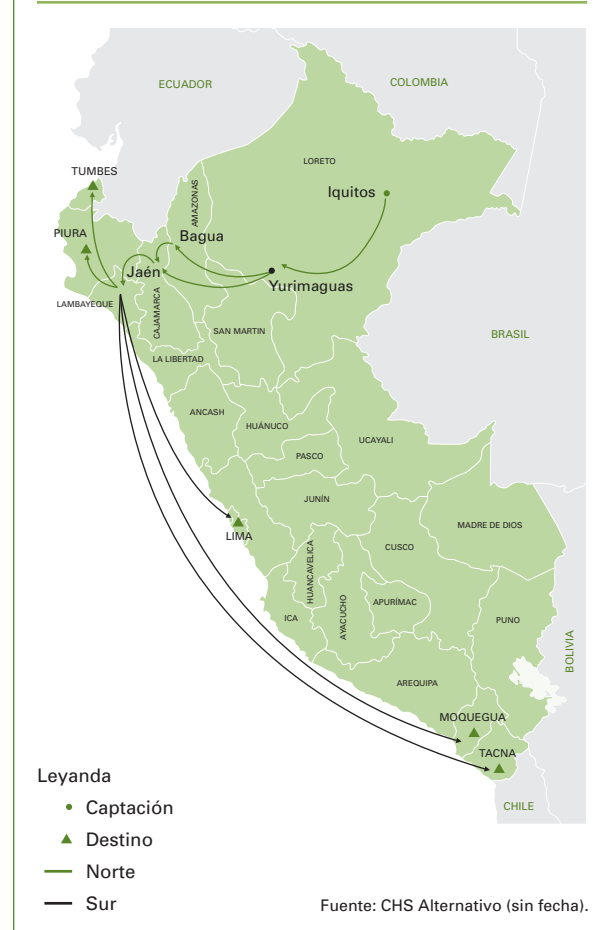 ECUADOR
COLOMBIA
LORETO
TUMBES
AMAZONAS
Iquitos
PIURA
Bagua
Jaén
Yurimaguas
LAMBAYEQUE
CAJAMARCA
SAN MARTIN
BRASIL
LA LIBERTAD
ANCASH
HUÁNUCO
UCAYALI
PASCO
JUNÍN
MADRE DE DIOS
LIMA
CUSCO
HUANCAVELICA
AYACUCHO
APURÍMAC
ICA
PUNO
BOLIVIA
AREQUIPA
MOQUEGUA
TACNA
CHILE
Leyanda
Captación
Destino
Norte
Sur
Fuente: CHS Alternativo (sin fecha).